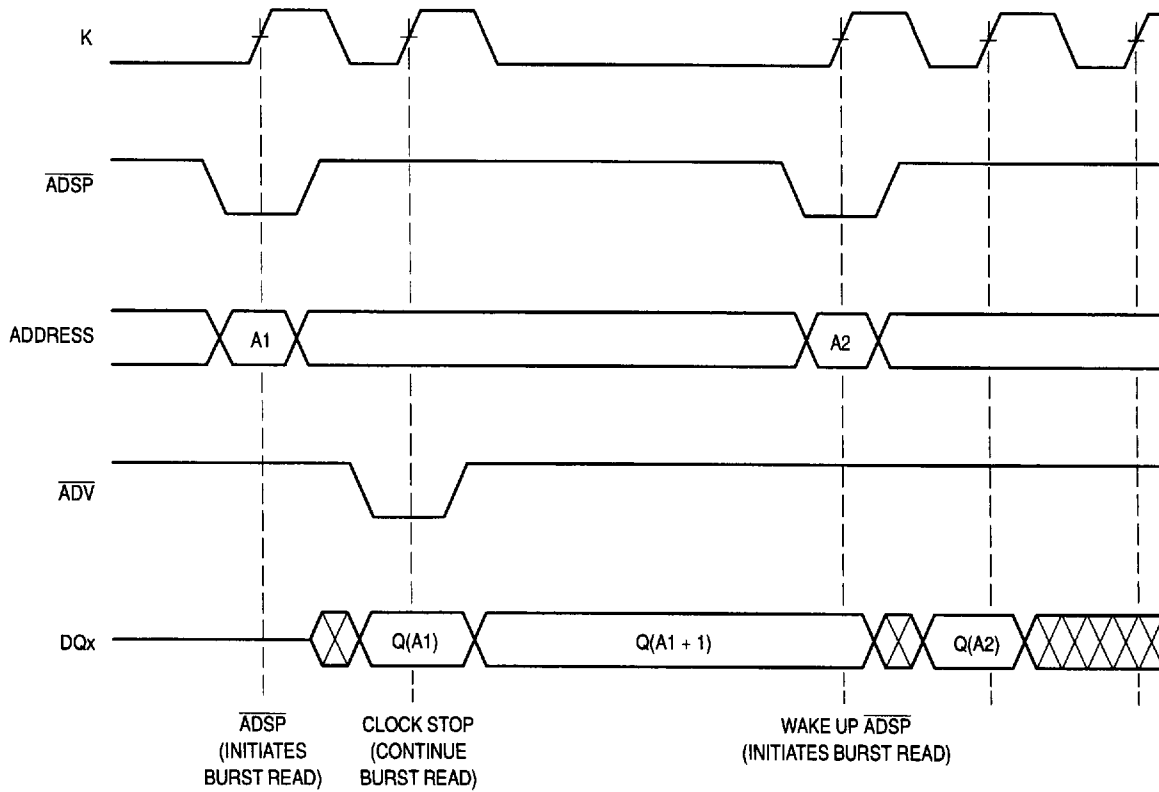 K
ADSP
ADDRESS
A1
A2
ADV
DQx
Q(A1)
Q(A1 + 1)
Q(A2)
ADSP
(INITIATES
BURST READ)
CLOCK STOP
(CONTINUE
BURST READ)
WAKE UP ADSP
(INITIATES BURST READ)